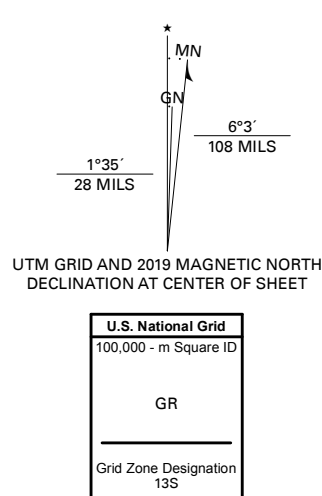 ★
MN
GN
6°3´
108 MILS
1°35´
28 MILS
UTM GRID AND 2019 MAGNETIC NORTH
DECLINATION AT CENTER OF SHEET
U.S. National Grid
100,000 - m Square ID
GR
Grid Zone Designation
13S